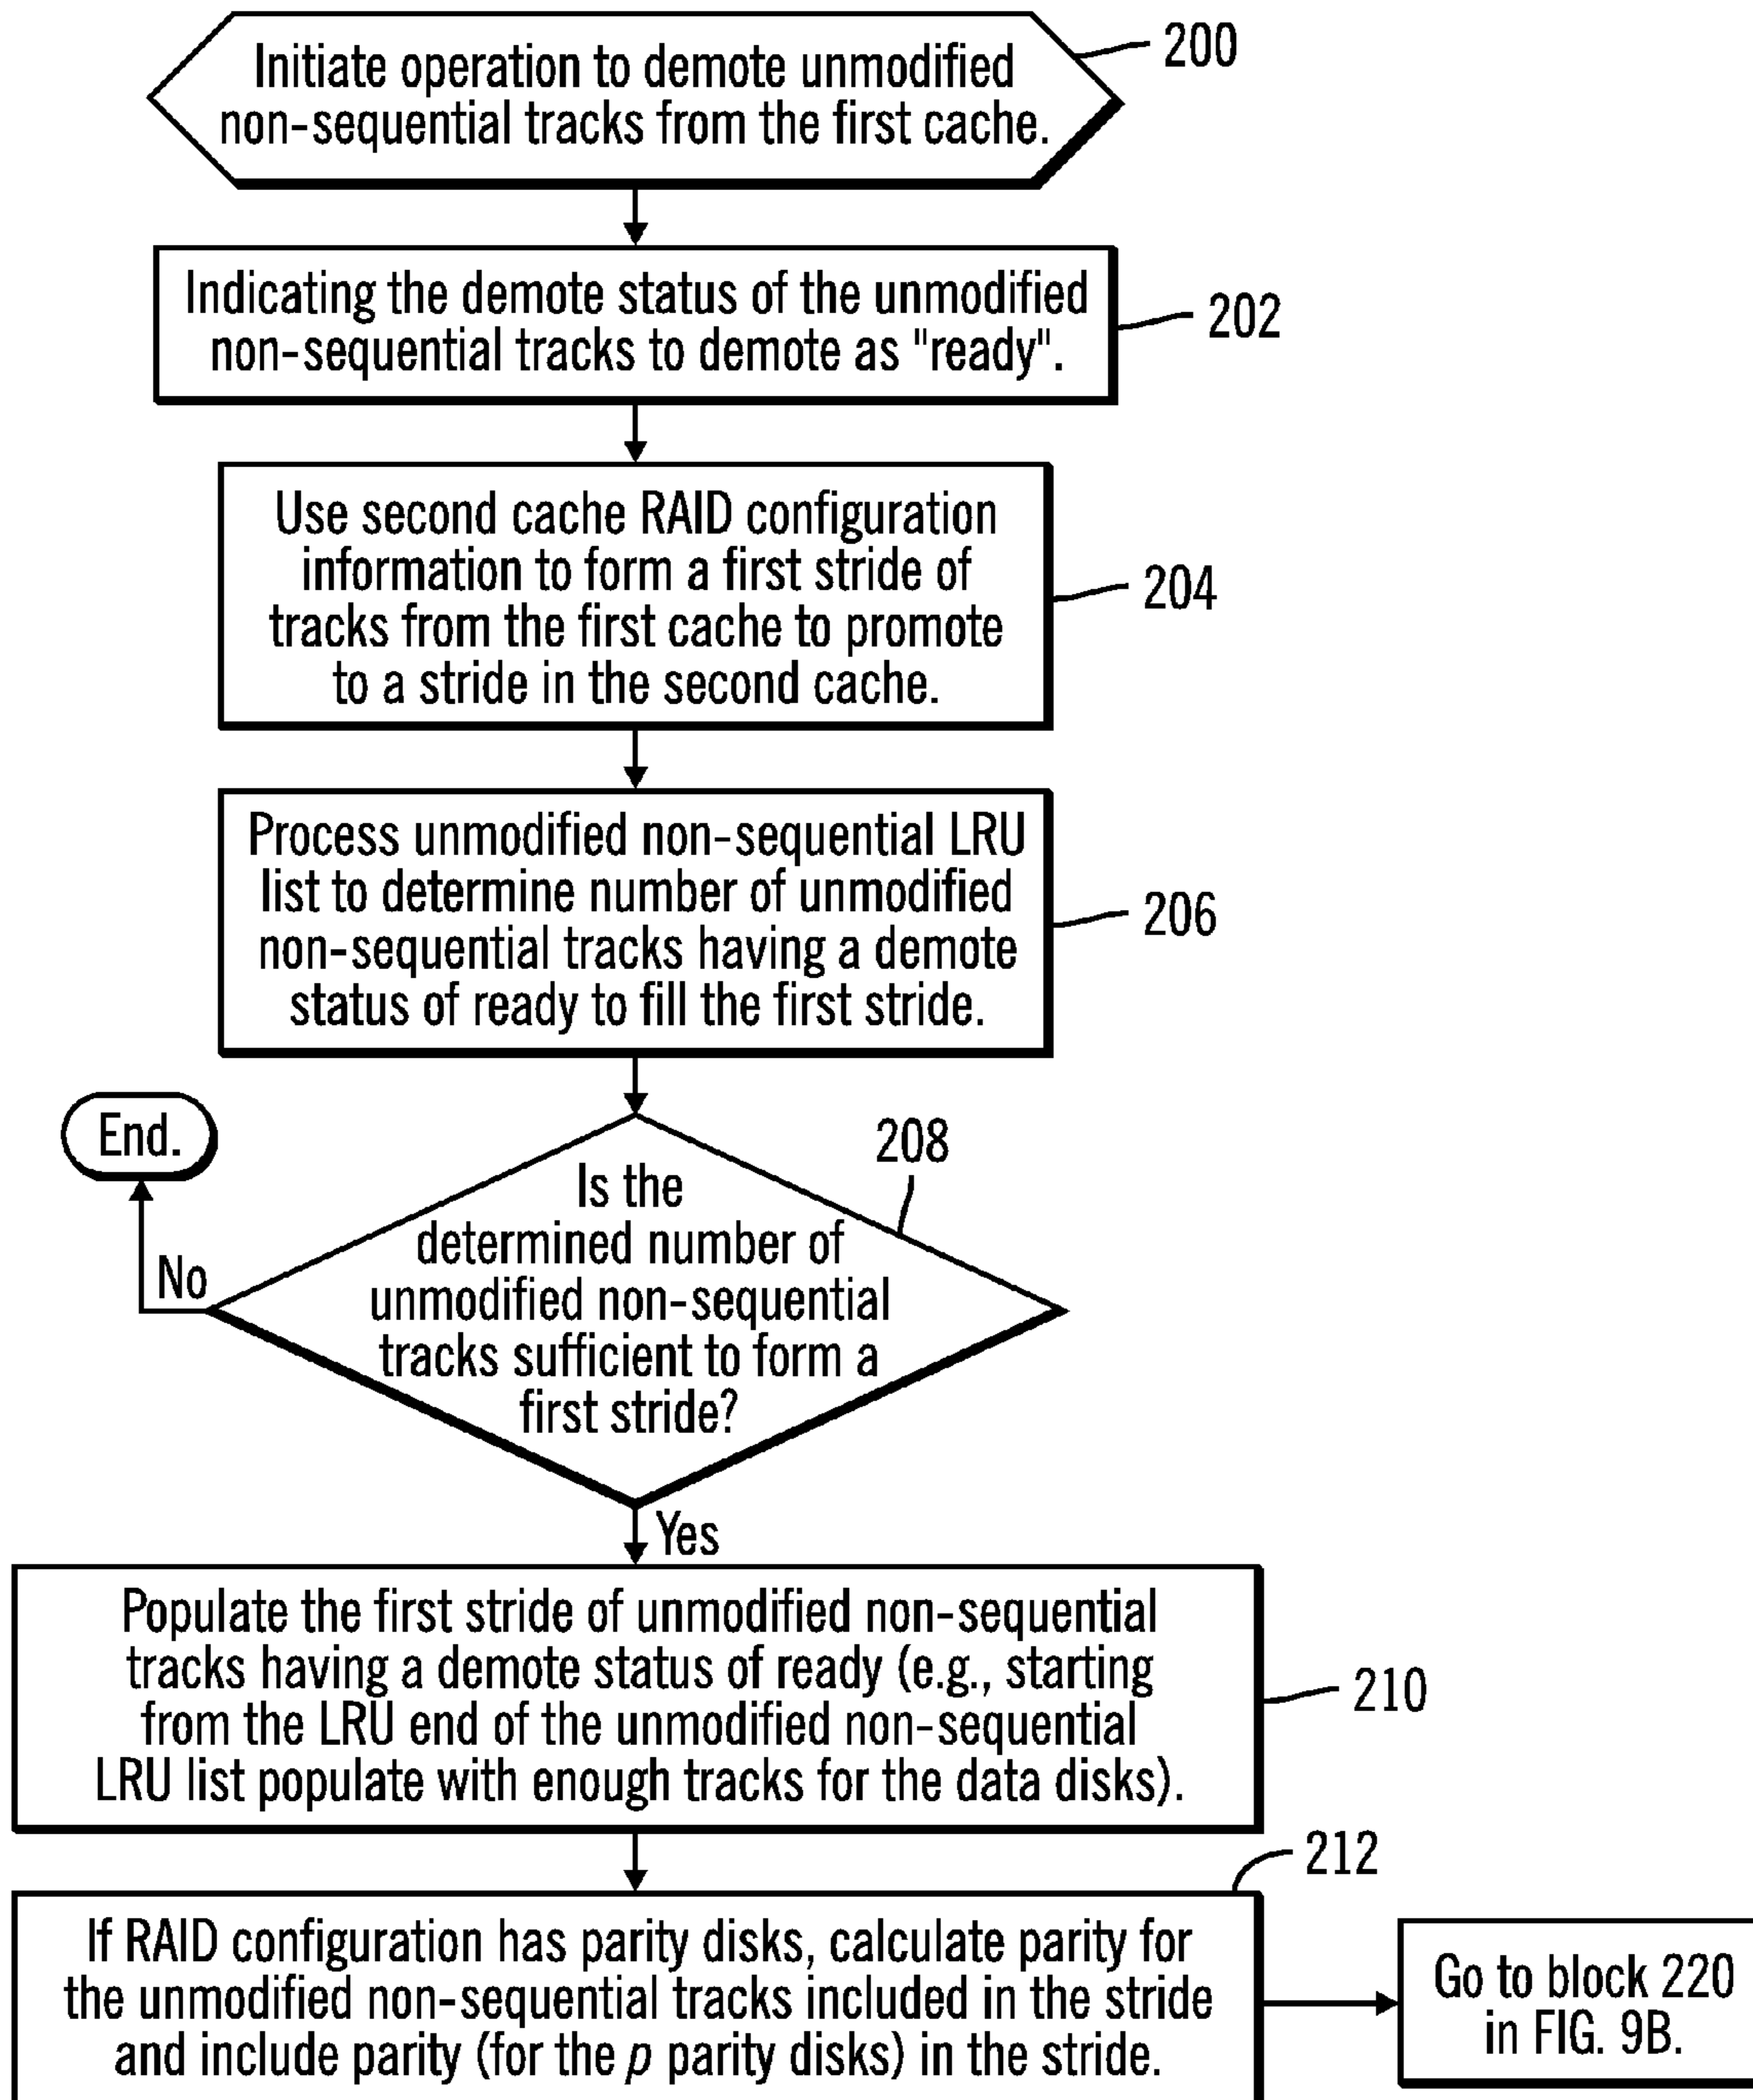 Initiate operation to demote unmodified
non-sequential tracks from the first cache.
200
Indicating the demote status of the unmodified
non-sequential tracks to demote as "ready".
202
Use second cache RAID configuration
information to form a first stride of
tracks from the first cache to promote
to a stride in the second cache.
204
Process unmodified non-sequential LRU
list to determine number of unmodified
non-sequential tracks having a demote
status of ready to fill the first stride.
206
End.
No
208
Is the
determined number of
unmodified non-sequential
tracks sufficient to form a
first stride?
Yes
Populate the first stride of unmodified non-sequential
tracks having a demote status of ready (e.g., starting
from the LRU end of the unmodified non-sequential
LRU list populate with enough tracks for the data disks).
210
212
If RAID configuration has parity disks, calculate parity for
the unmodified non-sequential tracks included in the stride
and include parity (for the p parity disks) in the stride.
Go to block 220
in FIG. 9B.